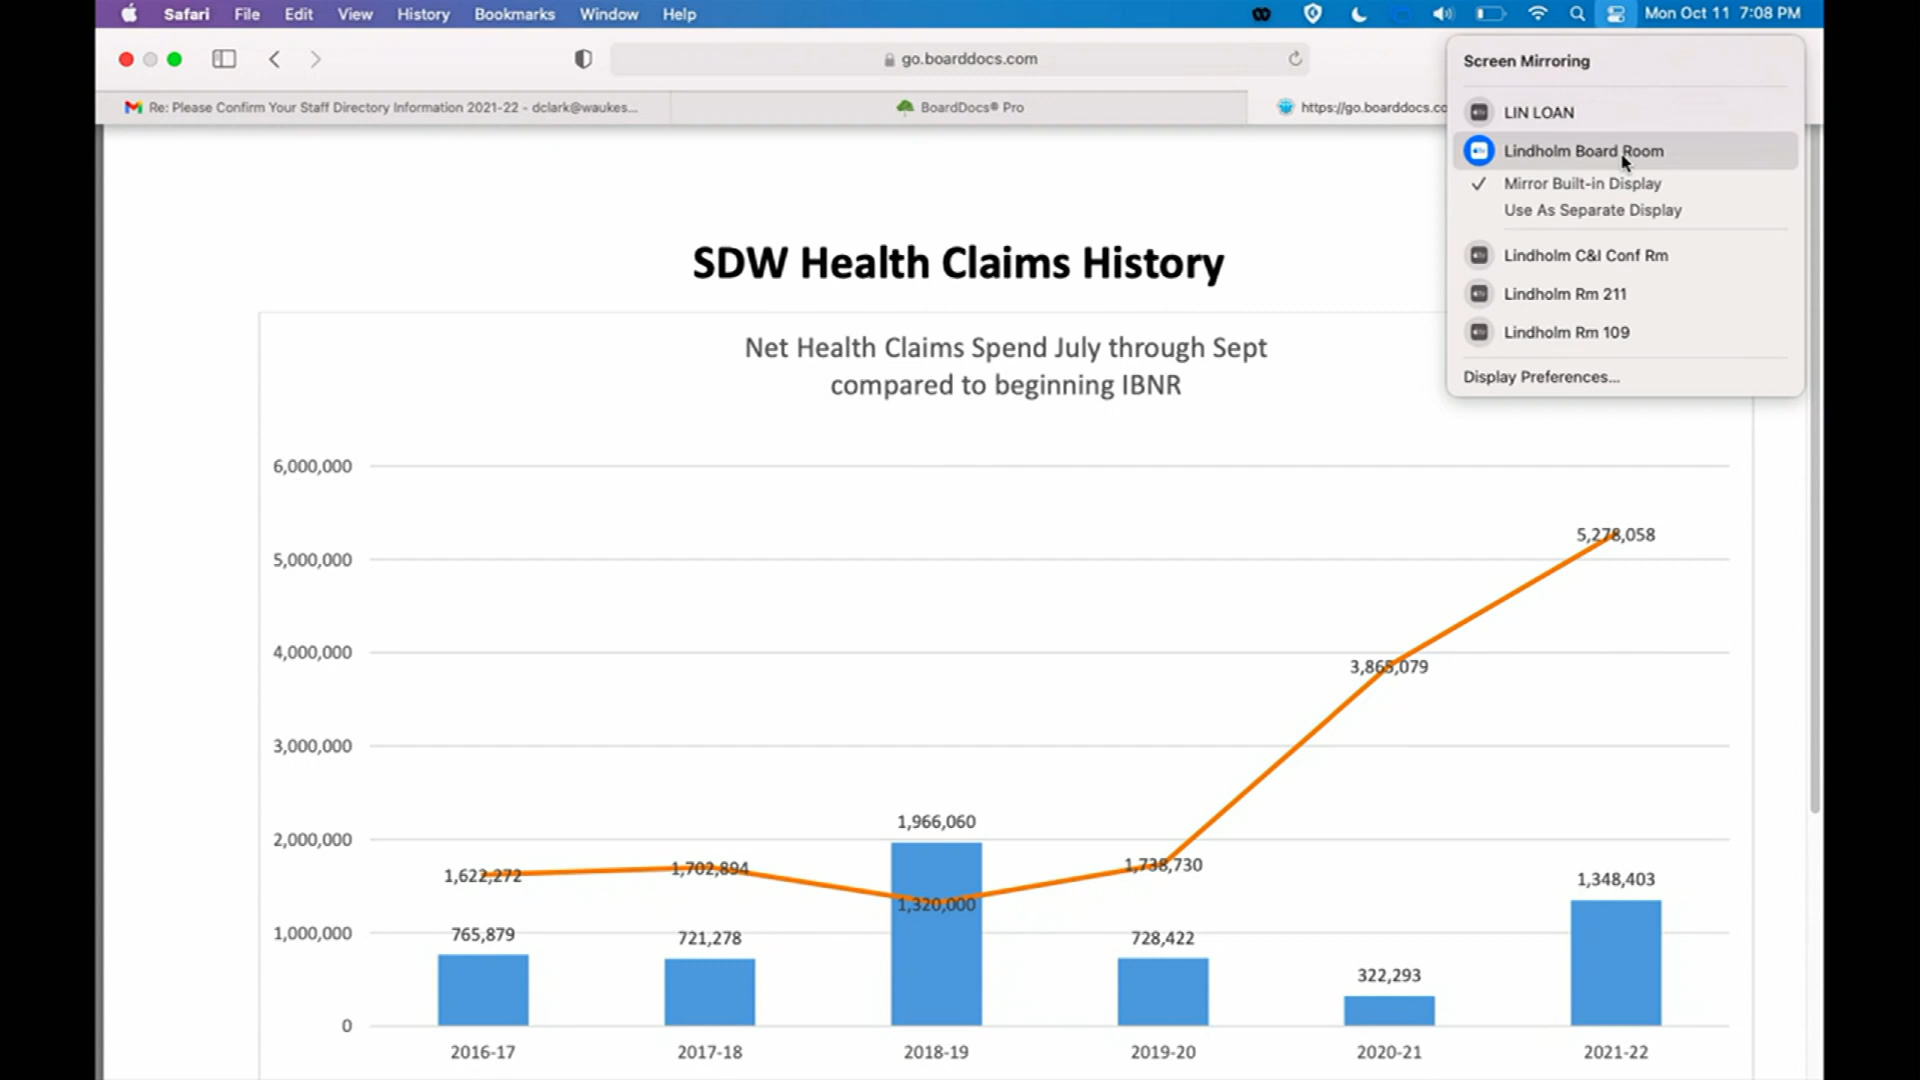 Safari File Edit View History Bookmarks Window Help Mon Oct 11 7:08 PM
go.boarddocs.com
Re: Please Confirm Your Staff Directory Information 2021-22 - dclark@waukes...
BoardDocs® Pro
https://go.boarddocs.co
Screen Mirroring
LIN LOAN
Lindholm Board Room
Mirror Built-in Display
Use As Separate Display
Lindholm C&I Conf Rm
Lindholm Rm 211
Lindholm Rm 109
Display Preferences...
SDW Health Claims History
Net Health Claims Spend July through Sept
compared to beginning IBNR
6,000,000
5,000,000
4,000,000
3,000,000
2,000,000
1,000,000
0
5,278,058
3,865,079
1,966,060
1,622,272
1,702,894
1,320,000
1,738,730
1,348,403
765,879
721,278
728,422
322,293
2016-17
2017-18
2018-19
2019-20
2020-21
2021-22